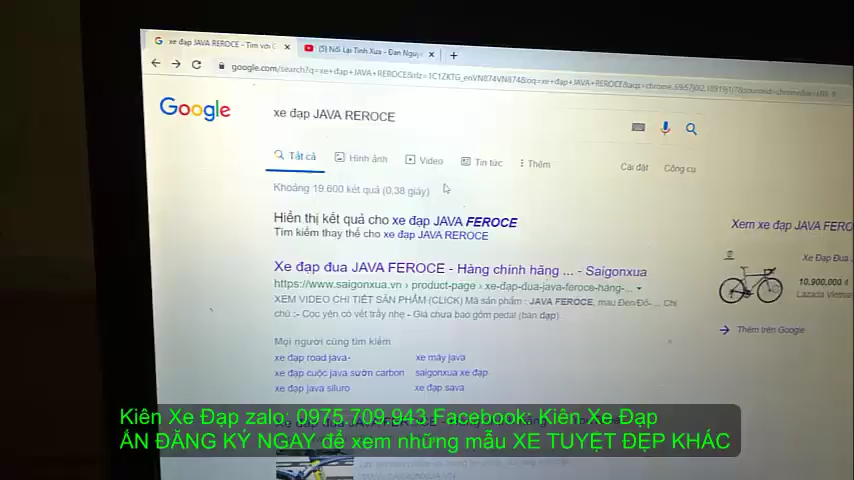 xe đạp JAVA REROCE - Tìm với G
(5) Nối Lại Tình Xưa - Đan Nguy
Google
xe đạp JAVA REROCE
Tất cả
Hình ảnh
Video
Tin tức
Thêm
Cài đặt
Công cụ
Khoảng 19.600 kết quả (0,38 giây)
Hiển thị kết quả cho xe đạp JAVA FEROCE
Tìm kiếm thay thế cho xe đạp JAVA REROCE
Xem xe đạp JAVA FERO
Xe đạp đua JAVA FEROCE - Hàng chính hãng ... - Saigonxua
https://www.saigonxua.vn › product-page › xe-đạp-dua-java-feroce-hàng-...
XEM VIDEO CHI TIẾT SẢN PHẨM (CLICK) Mã sản phẩm : JAVA FEROCE, màu Đen/Đỏ-... Chi
chú :- Cọc yên có vết trầy nhẹ - Giá chưa bao gồm pedal (bàn đạp).
Xe Đạp Đua
10.900,000 ₫
Lazada Vietna
Thêm trên Google
Mọi người cũng tìm kiếm
xe đạp road java-
xe máy java
xe đạp cuộc java sườn carbon
saigonxua xe đạp
xe đạp java siluro
xe đạp sava
Kiên Xe Đạp zalo: 0975.709.943 Facebook: Kiên Xe Đạp
ẤN ĐĂNG KÝ NGAY để xem những mẫu XE TUYỆT ĐẸP KHÁC